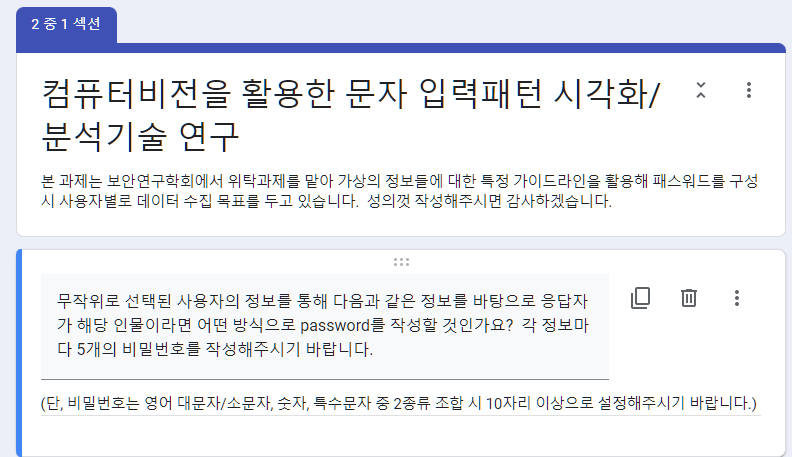 2 중 1 섹션
컴퓨터비전을 활용한 문자 입력패턴 시각화/
분석기술 연구
본 과제는 보안연구학회에서 위탁과제를 맡아 가상의 정보들에 대한 특정 가이드라인을 활용해 패스워드를 구성
시 사용자별로 데이터 수집 목표를 두고 있습니다. 성의껏 작성해주시면 감사하겠습니다.
무작위로 선택된 사용자의 정보를 통해 다음과 같은 정보를 바탕으로 응답자
가 해당 인물이라면 어떤 방식으로 password를 작성할 것인가요? 각 정보마
다 5개의 비밀번호를 작성해주시기 바랍니다.
(단, 비밀번호는 영어 대문자/소문자, 숫자, 특수문자 중 2종류 조합 시 10자리 이상으로 설정해주시기 바랍니다.)